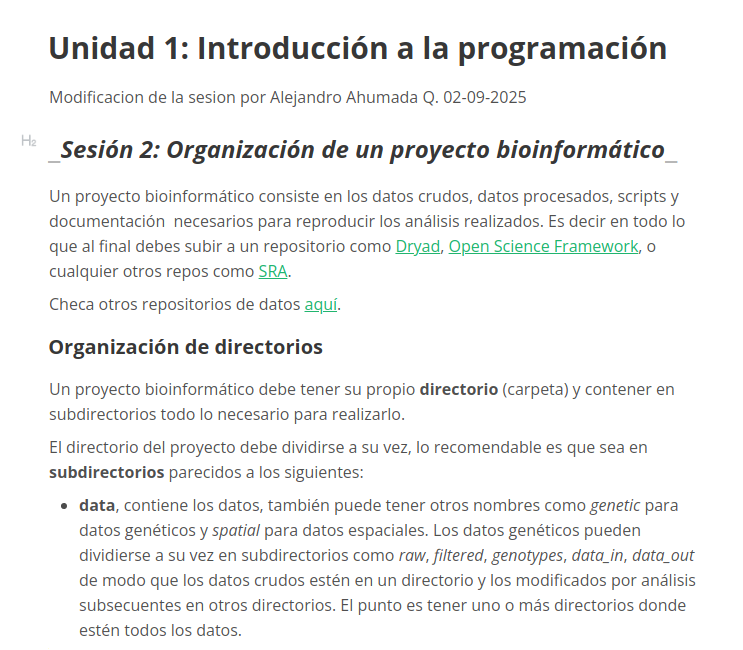 Unidad 1: Introducción a la programación
Modificacion de la sesion por Alejandro Ahumada Q. 02-09-2025
H2
_Sesión 2: Organización de un proyecto bioinformático_
Un proyecto bioinformático consiste en los datos crudos, datos procesados, scripts y
documentación  necesarios para reproducir los análisis realizados. Es decir en todo lo
que al final debes subir a un repositorio como Dryad, Open Science Framework, o
cualquier otros repos como SRA.
Checa otros repositorios de datos aquí.
Organización de directorios
Un proyecto bioinformático debe tener su propio directorio (carpeta) y contener en
subdirectorios todo lo necesario para realizarlo.
El directorio del proyecto debe dividirse a su vez, lo recomendable es que sea en
subdirectorios parecidos a los siguientes:
• data, contiene los datos, también puede tener otros nombres como genetic para
datos genéticos y spatial para datos espaciales. Los datos genéticos pueden
dividierse a su vez en subdirectorios como raw, filtered, genotypes, data_in, data_out
de modo que los datos crudos estén en un directorio y los modificados por análisis
subsecuentes en otros directorios. El punto es tener uno o más directorios donde
estén todos los datos.